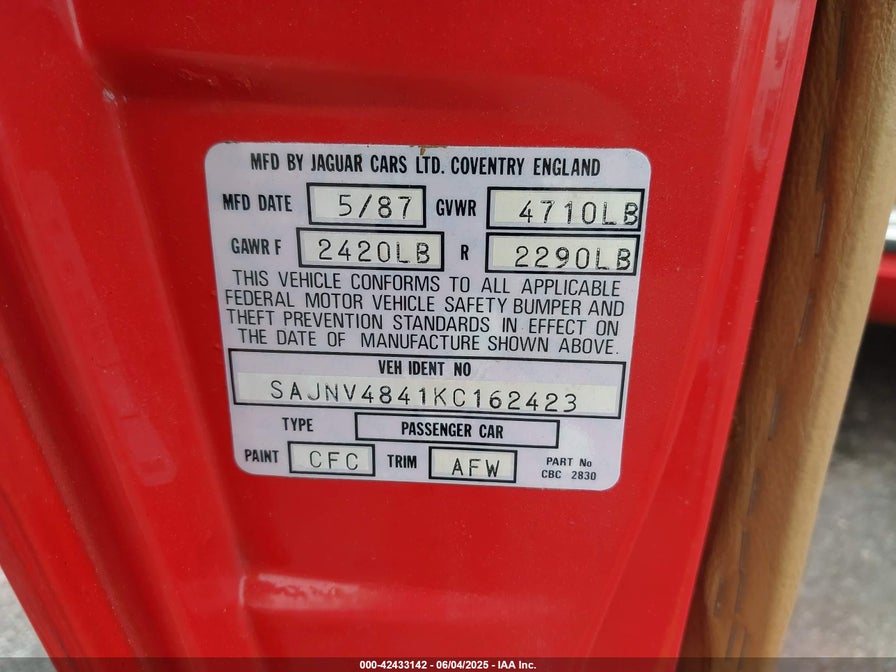 MFD BY JAGUAR CARS LTD. COVENTRY ENGLAND
MFD DATE 5/87 GVWR 4710LB
GAWR F 2420LB R 2290LB
THIS VEHICLE CONFORMS TO ALL APPLICABLE
FEDERAL MOTOR VEHICLE SAFETY BUMPER AND
THEFT PREVENTION STANDARDS IN EFFECT ON
THE DATE OF MANUFACTURE SHOWN ABOVE.
VEH IDENT NO
SAJNV4841KC162423
TYPE PASSENGER CAR
PAINT CFC TRIM AFW PART No
CBC 2830
000-42433142 - 06/04/2025 - IAA Inc.